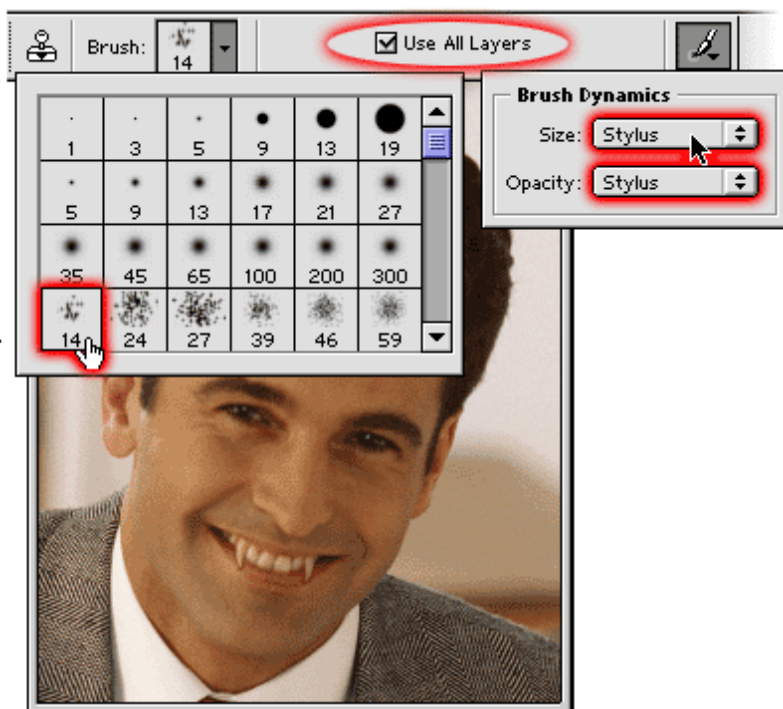 Brush: 14 Use All Layers
Brush Dynamics
Size: Stylus
Opacity: Stylus
1 3 5 9 13 19
5 9 13 17 21 27
35 45 65 100 200 300
14 24 27 39 46 59